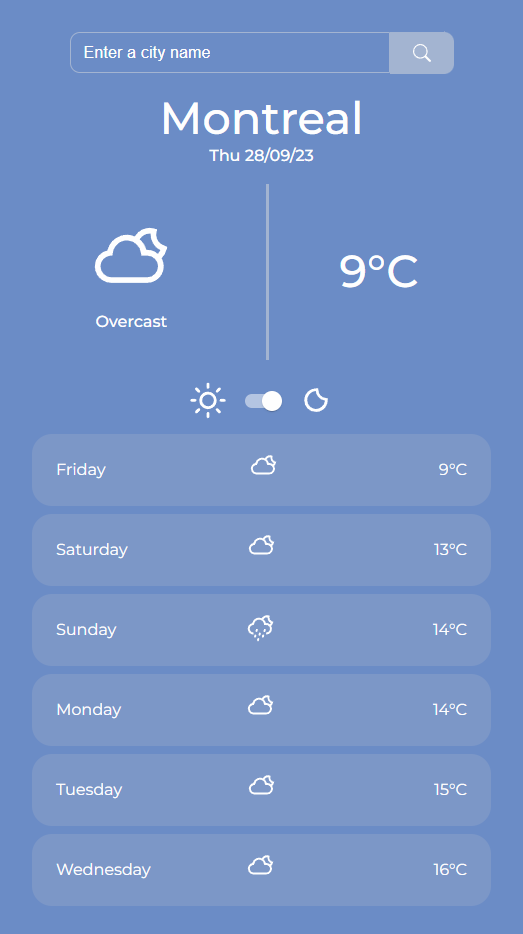 Enter a city name
Montreal
Thu 28/09/23
9°C
Overcast
Friday 9°C
Saturday 13°C
Sunday 14°C
Monday 14°C
Tuesday 15°C
Wednesday 16°C